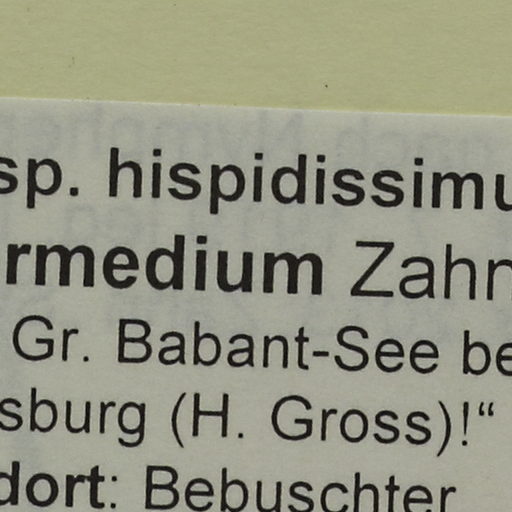 sp. hispidissimu
rmedium Zahn
Gr. Babant-See be
sburg (H. Gross)!“
dort: Bebuschter